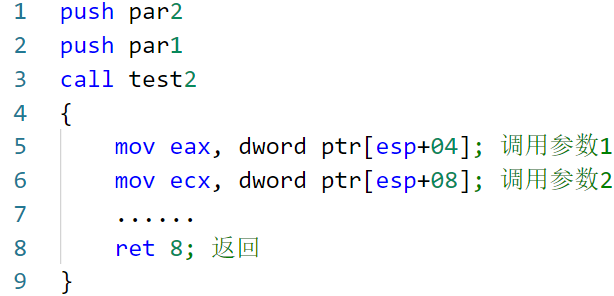 1 push par2
2 push par1
3 call test2
4 {
5     mov eax, dword ptr[esp+04]; 调用参数1
6     mov ecx, dword ptr[esp+08]; 调用参数2
7     ......
8     ret 8; 返回
9 }